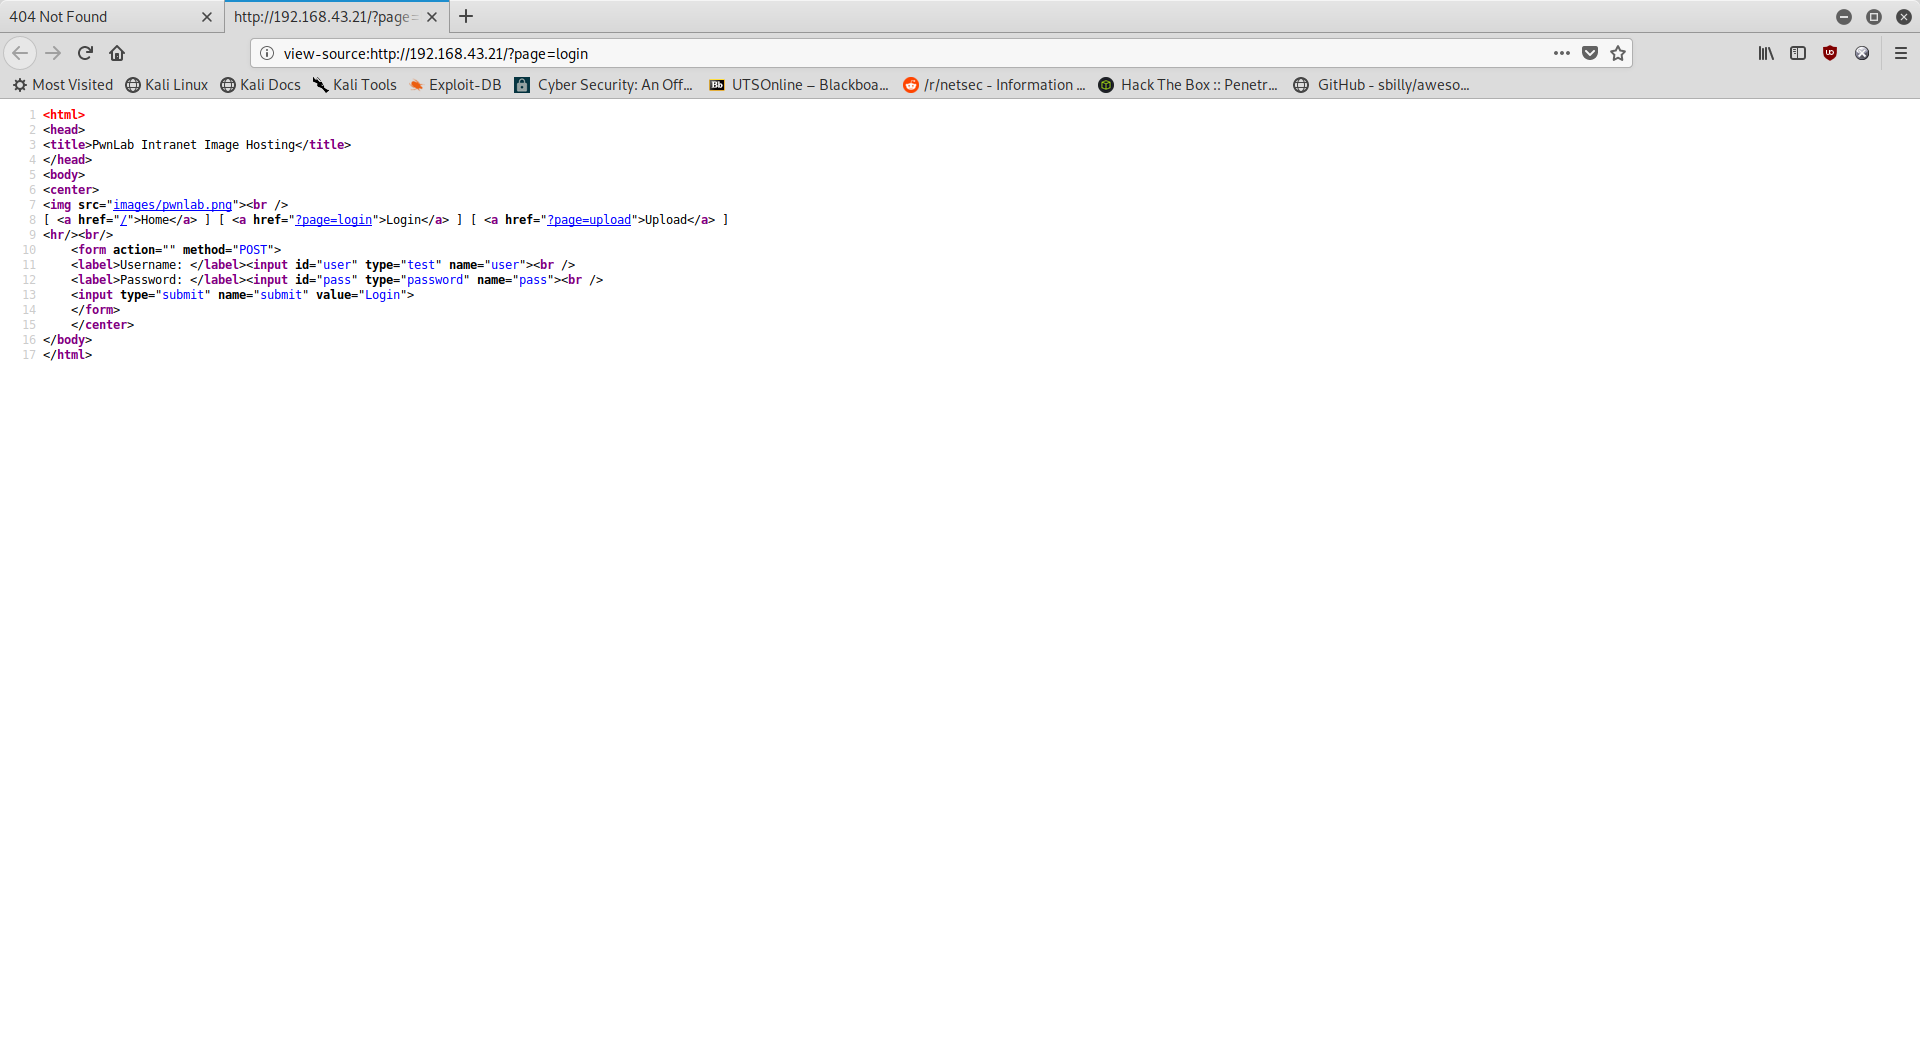 404 Not Found
http://192.168.43.21/?page=
view-source:http://192.168.43.21/?page=login
Most Visited Kali Linux Kali Docs Kali Tools Exploit-DB Cyber Security: An Off... UTSOnline – Blackboa... /r/netsec - Information ... Hack The Box :: Penetr... GitHub - sbilly/aweso...
1 <html>
2 <head>
3 <title>PwnLab Intranet Image Hosting</title>
4 </head>
5 <body>
6 <center>
7 <img src="images/pwnlab.png"><br />
8 [ <a href="/">Home</a> ] [ <a href="?page=login">Login</a> ] [ <a href="?page=upload">Upload</a> ]
9 <hr/><br/>
10     <form action="" method="POST">
11     <label>Username: </label><input id="user" type="test" name="user"><br />
12     <label>Password: </label><input id="pass" type="password" name="pass"><br />
13     <input type="submit" name="submit" value="Login">
14     </form>
15     </center>
16 </body>
17 </html>